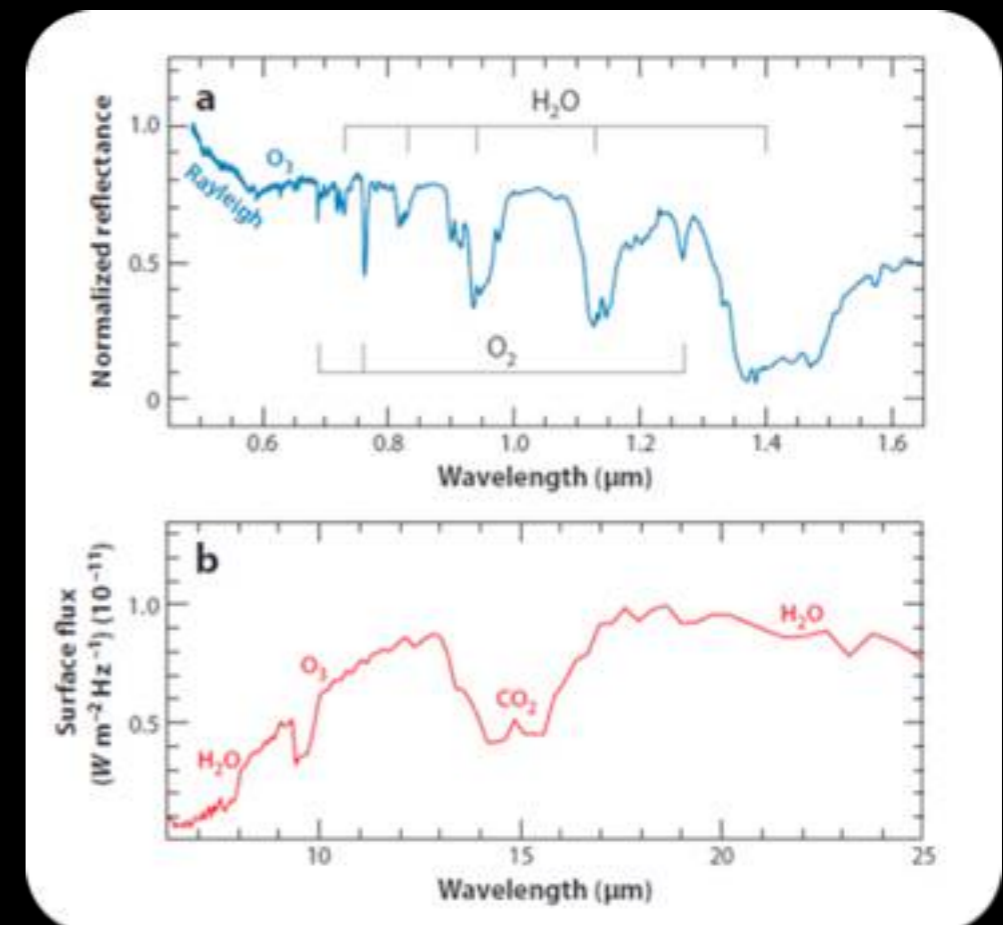 a
H₂O
1.0
O₃
Rayleigh
Normalized reflectance
0.5
O₂
0
0.6 0.8 1.0 1.2 1.4 1.6
Wavelength (μm)
b
1.0
H₂O
O₃
Surface flux
(W m⁻² Hz⁻¹) (10⁻¹¹)
CO₂
0.5
H₂O
10 15 20 25
Wavelength (μm)